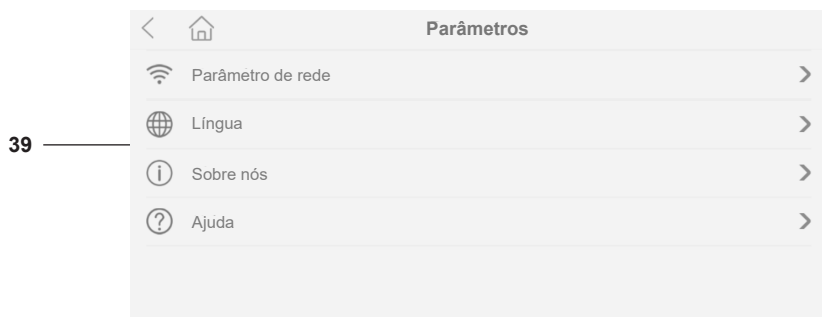 Parâmetros
Parâmetro de rede
Língua
39
Sobre nós
Ajuda